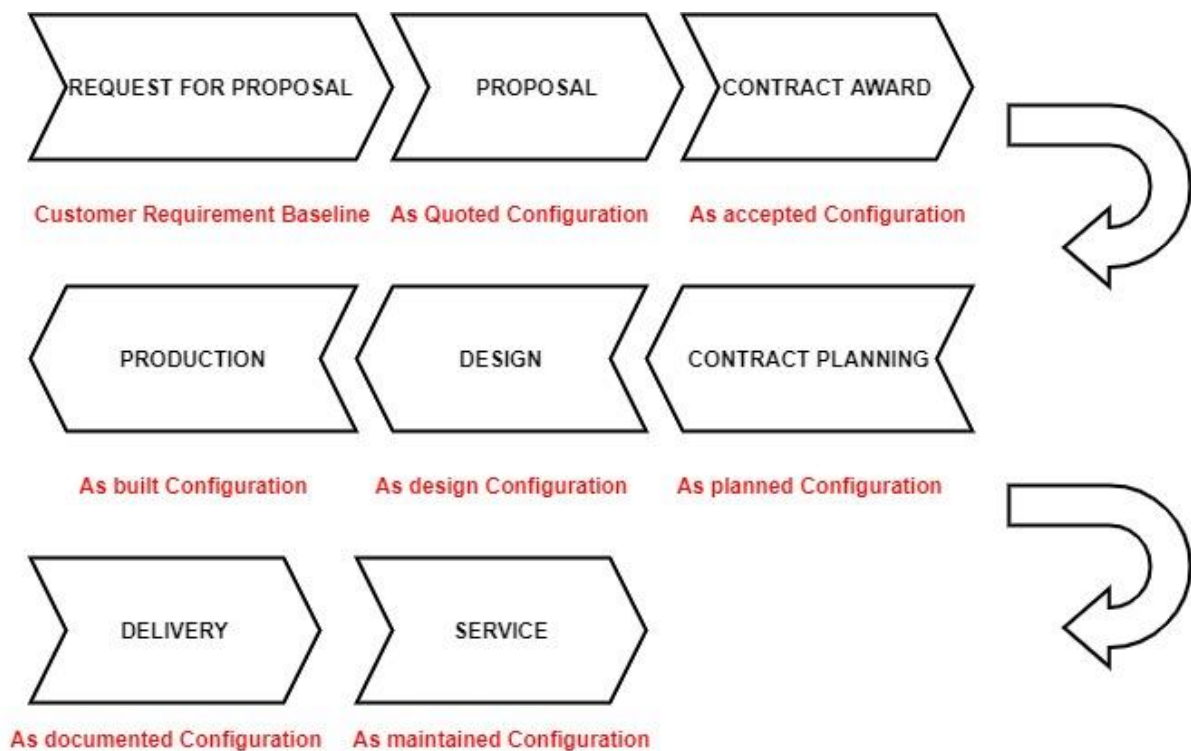 REQUEST FOR PROPOSAL
PROPOSAL
CONTRACT AWARD
Customer Requirement Baseline
As Quoted Configuration
As accepted Configuration
PRODUCTION
DESIGN
CONTRACT PLANNING
As built Configuration
As design Configuration
As planned Configuration
DELIVERY
SERVICE
As documented Configuration
As maintained Configuration